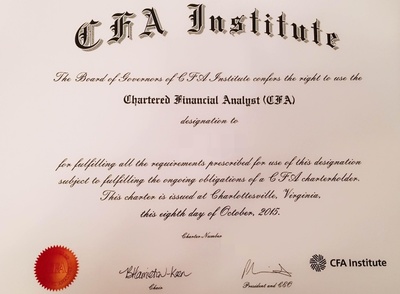 CFA Institute
The Board of Governors of CFA Institute confers the right to use the
Chartered Financial Analyst (CFA)
designation to
for fulfilling all the requirements prescribed for use of this designation
subject to fulfilling the ongoing obligations of a CFA charterholder.
This charter is issued at Charlottesville, Virginia,
this eighth day of October, 2015.
Charter Number
Chair
President and CEO
CFA Institute